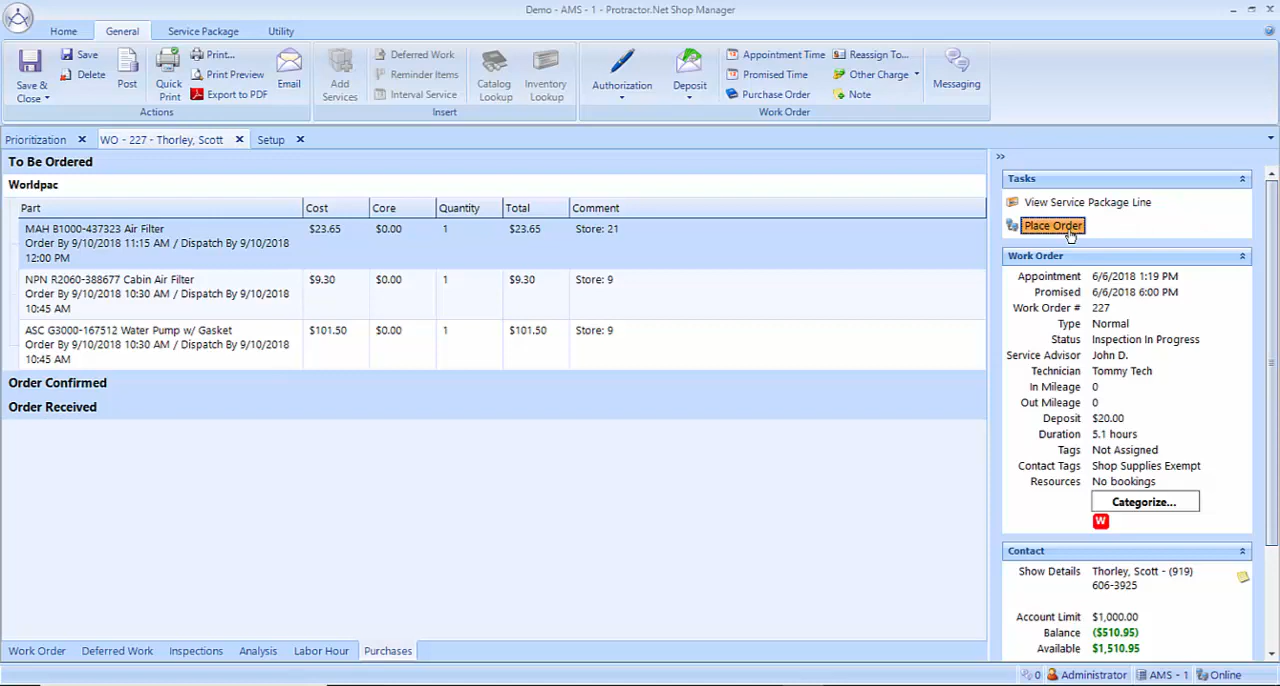 Demo - AMS - 1 - Protractor.Net Shop Manager
Home General Service Package Utility
Save & Close
Save
Delete
Post
Quick Print
Print...
Print Preview
Export to PDF
Email
Actions
Add Services
Deferred Work
Reminder Items
Interval Service
Catalog Lookup
Inventory Lookup
Insert
Authorization
Deposit
Appointment Time
Promised Time
Purchase Order
Reassign To...
Other Charge
Note
Messaging
Work Order
Prioritization WO - 227 - Thorley, Scott Setup
To Be Ordered
Worldpac
Part Cost Core Quantity Total Comment
MAH B1000-437323 Air Filter $23.65 $0.00 1 $23.65 Store: 21
Order By 9/10/2018 11:15 AM / Dispatch By 9/10/2018
12:00 PM
NPN R2060-388677 Cabin Air Filter $9.30 $0.00 1 $9.30 Store: 9
Order By 9/10/2018 10:30 AM / Dispatch By 9/10/2018
10:45 AM
ASC G3000-167512 Water Pump w/ Gasket $101.50 $0.00 1 $101.50 Store: 9
Order By 9/10/2018 10:30 AM / Dispatch By 9/10/2018
10:45 AM
Order Confirmed
Order Received
Tasks
View Service Package Line
Place Order
Work Order
Appointment 6/6/2018 1:19 PM
Promised 6/6/2018 6:00 PM
Work Order # 227
Type Normal
Status Inspection In Progress
Service Advisor John D.
Technician Tommy Tech
In Mileage 0
Out Mileage 0
Deposit $20.00
Duration 5.1 hours
Tags Not Assigned
Contact Tags Shop Supplies Exempt
Resources No bookings
Categorize...
W
Contact
Show Details Thorley, Scott - (919)
606-3925
Account Limit $1,000.00
Balance ($510.95)
Available $1,510.95
Work Order Deferred Work Inspections Analysis Labor Hour Purchases
0 Administrator AMS - 1 Online